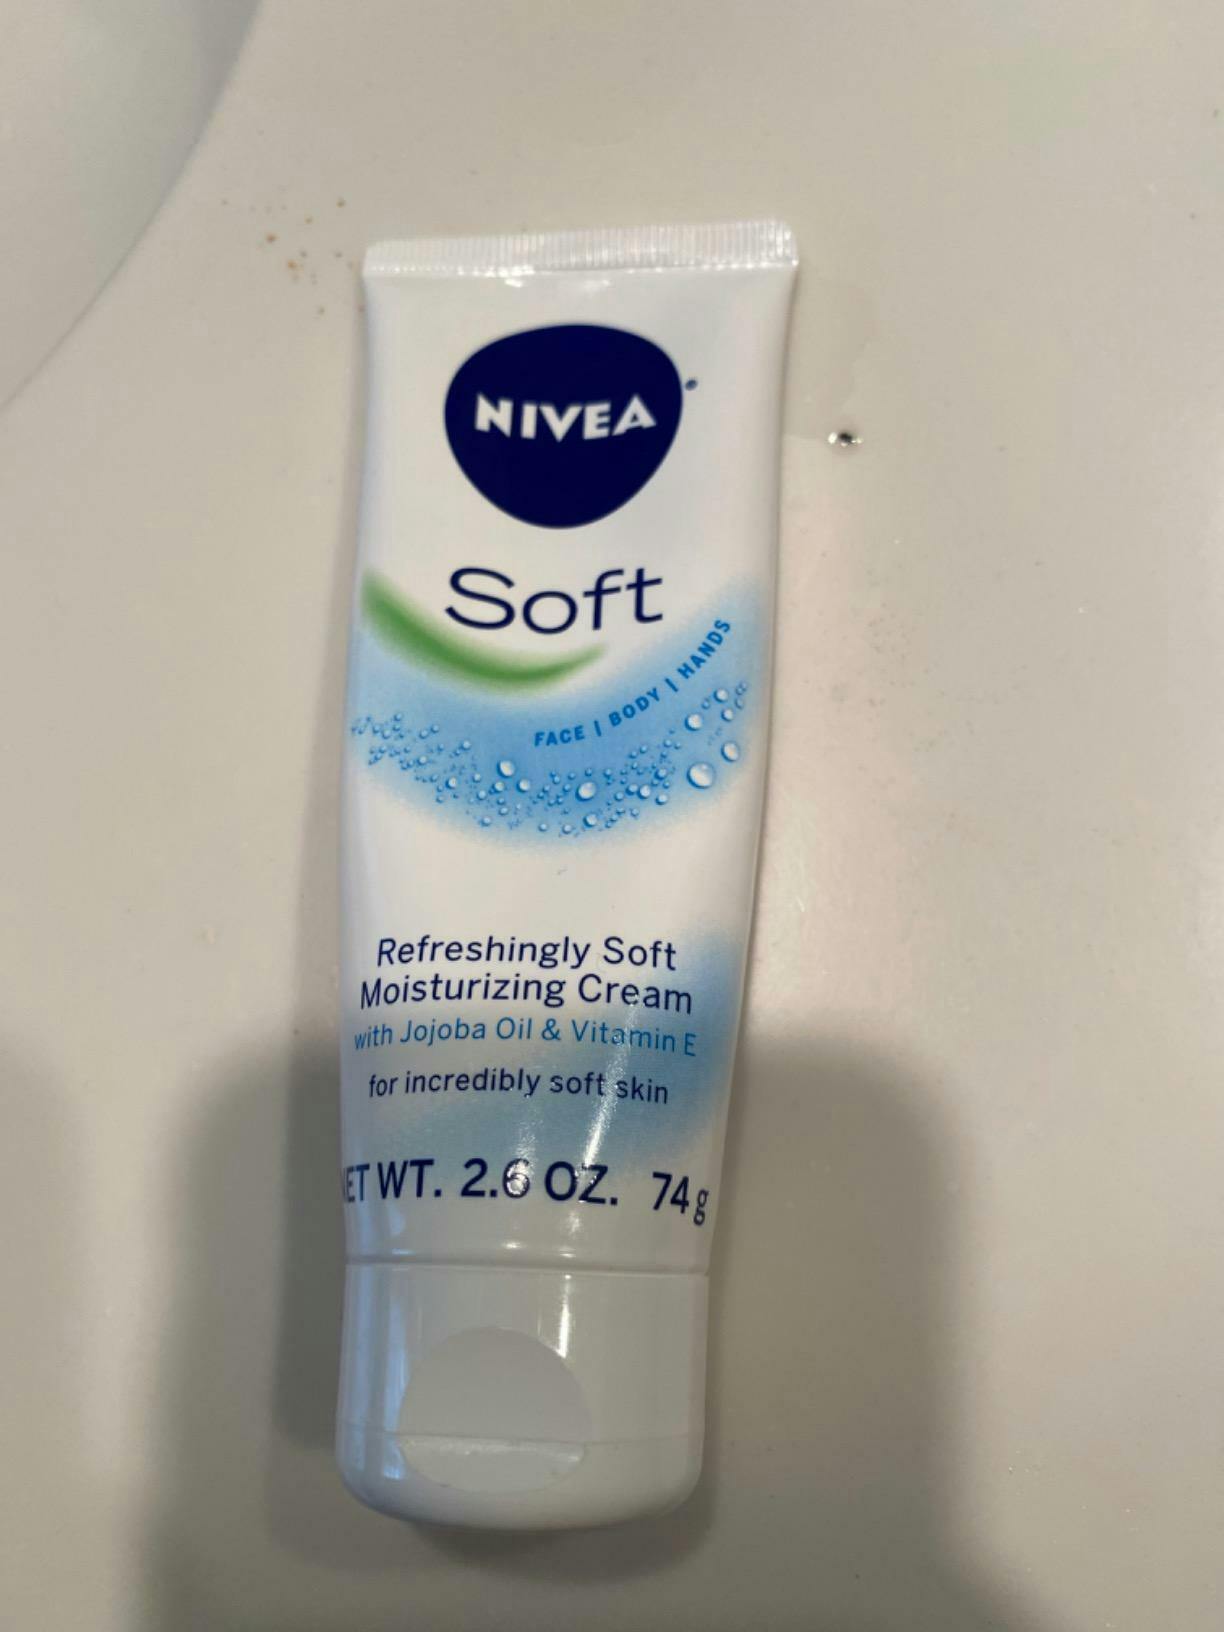 NIVEA
Soft
FACE | BODY | HANDS
Refreshingly Soft
Moisturizing Cream
with Jojoba Oil & Vitamin E
for incredibly soft skin
ET WT. 2.6 OZ. 74g